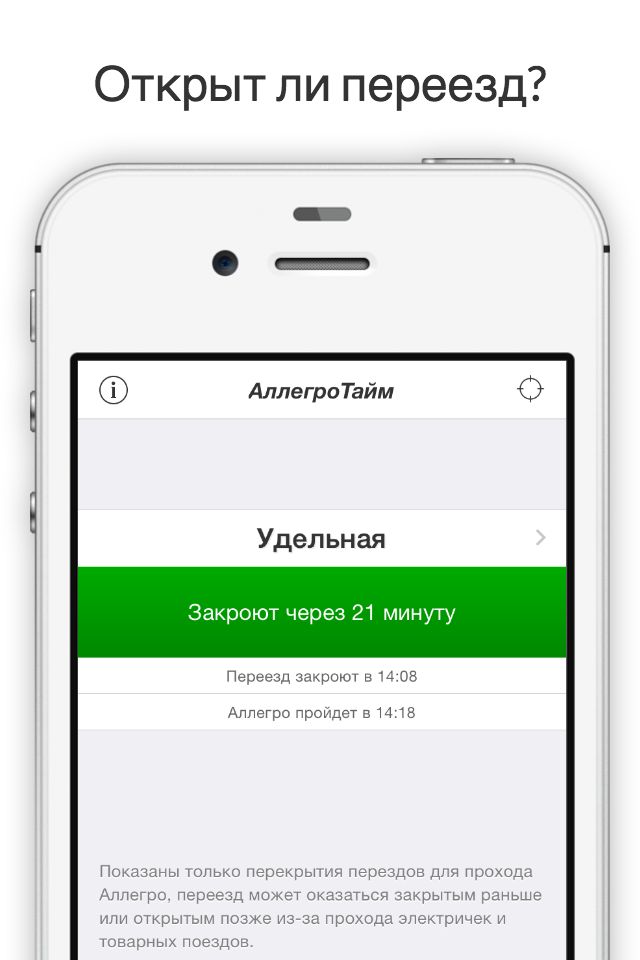 Открыт ли переезд?
АллегроТайм
Удельная
Закроют через 21 минуту
Переезд закроют в 14:08
Аллегро пройдет в 14:18
Показаны только перекрытия перездов для прохода
Аллегро, переезд может оказаться закрытым раньше
или открытым позже из-за прохода электричек и
товарных поездов.